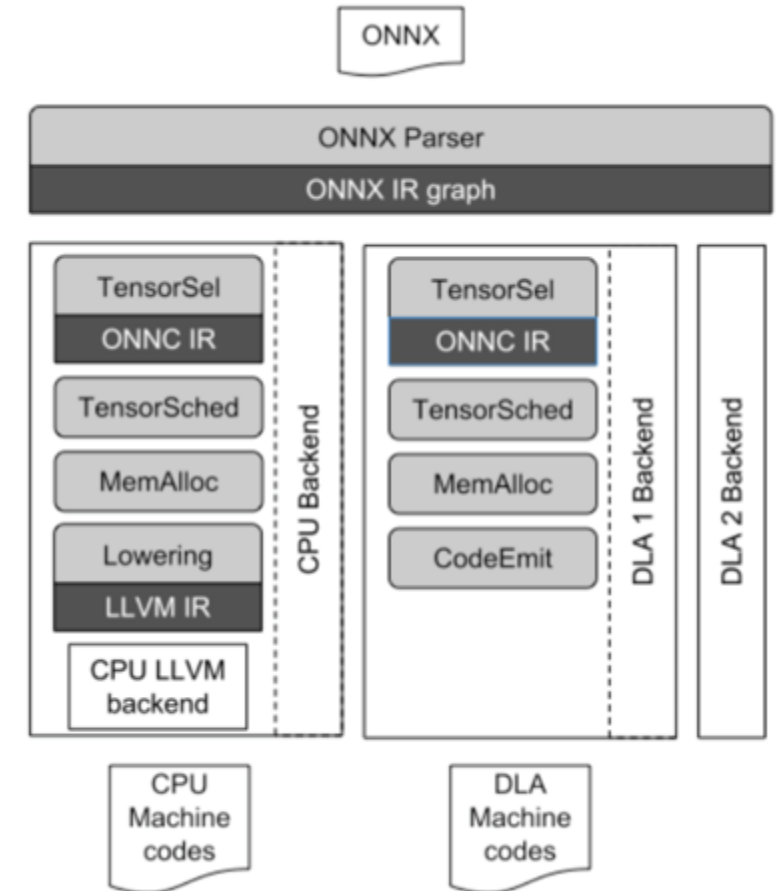 ONNX
ONNX Parser
ONNX IR graph
TensorSel
ONNC IR
TensorSched
MemAlloc
Lowering
LLVM IR
CPU LLVM
backend
CPU Backend
TensorSel
ONNC IR
TensorSched
MemAlloc
CodeEmit
DLA 1 Backend
DLA 2 Backend
CPU
Machine
codes
DLA
Machine
codes